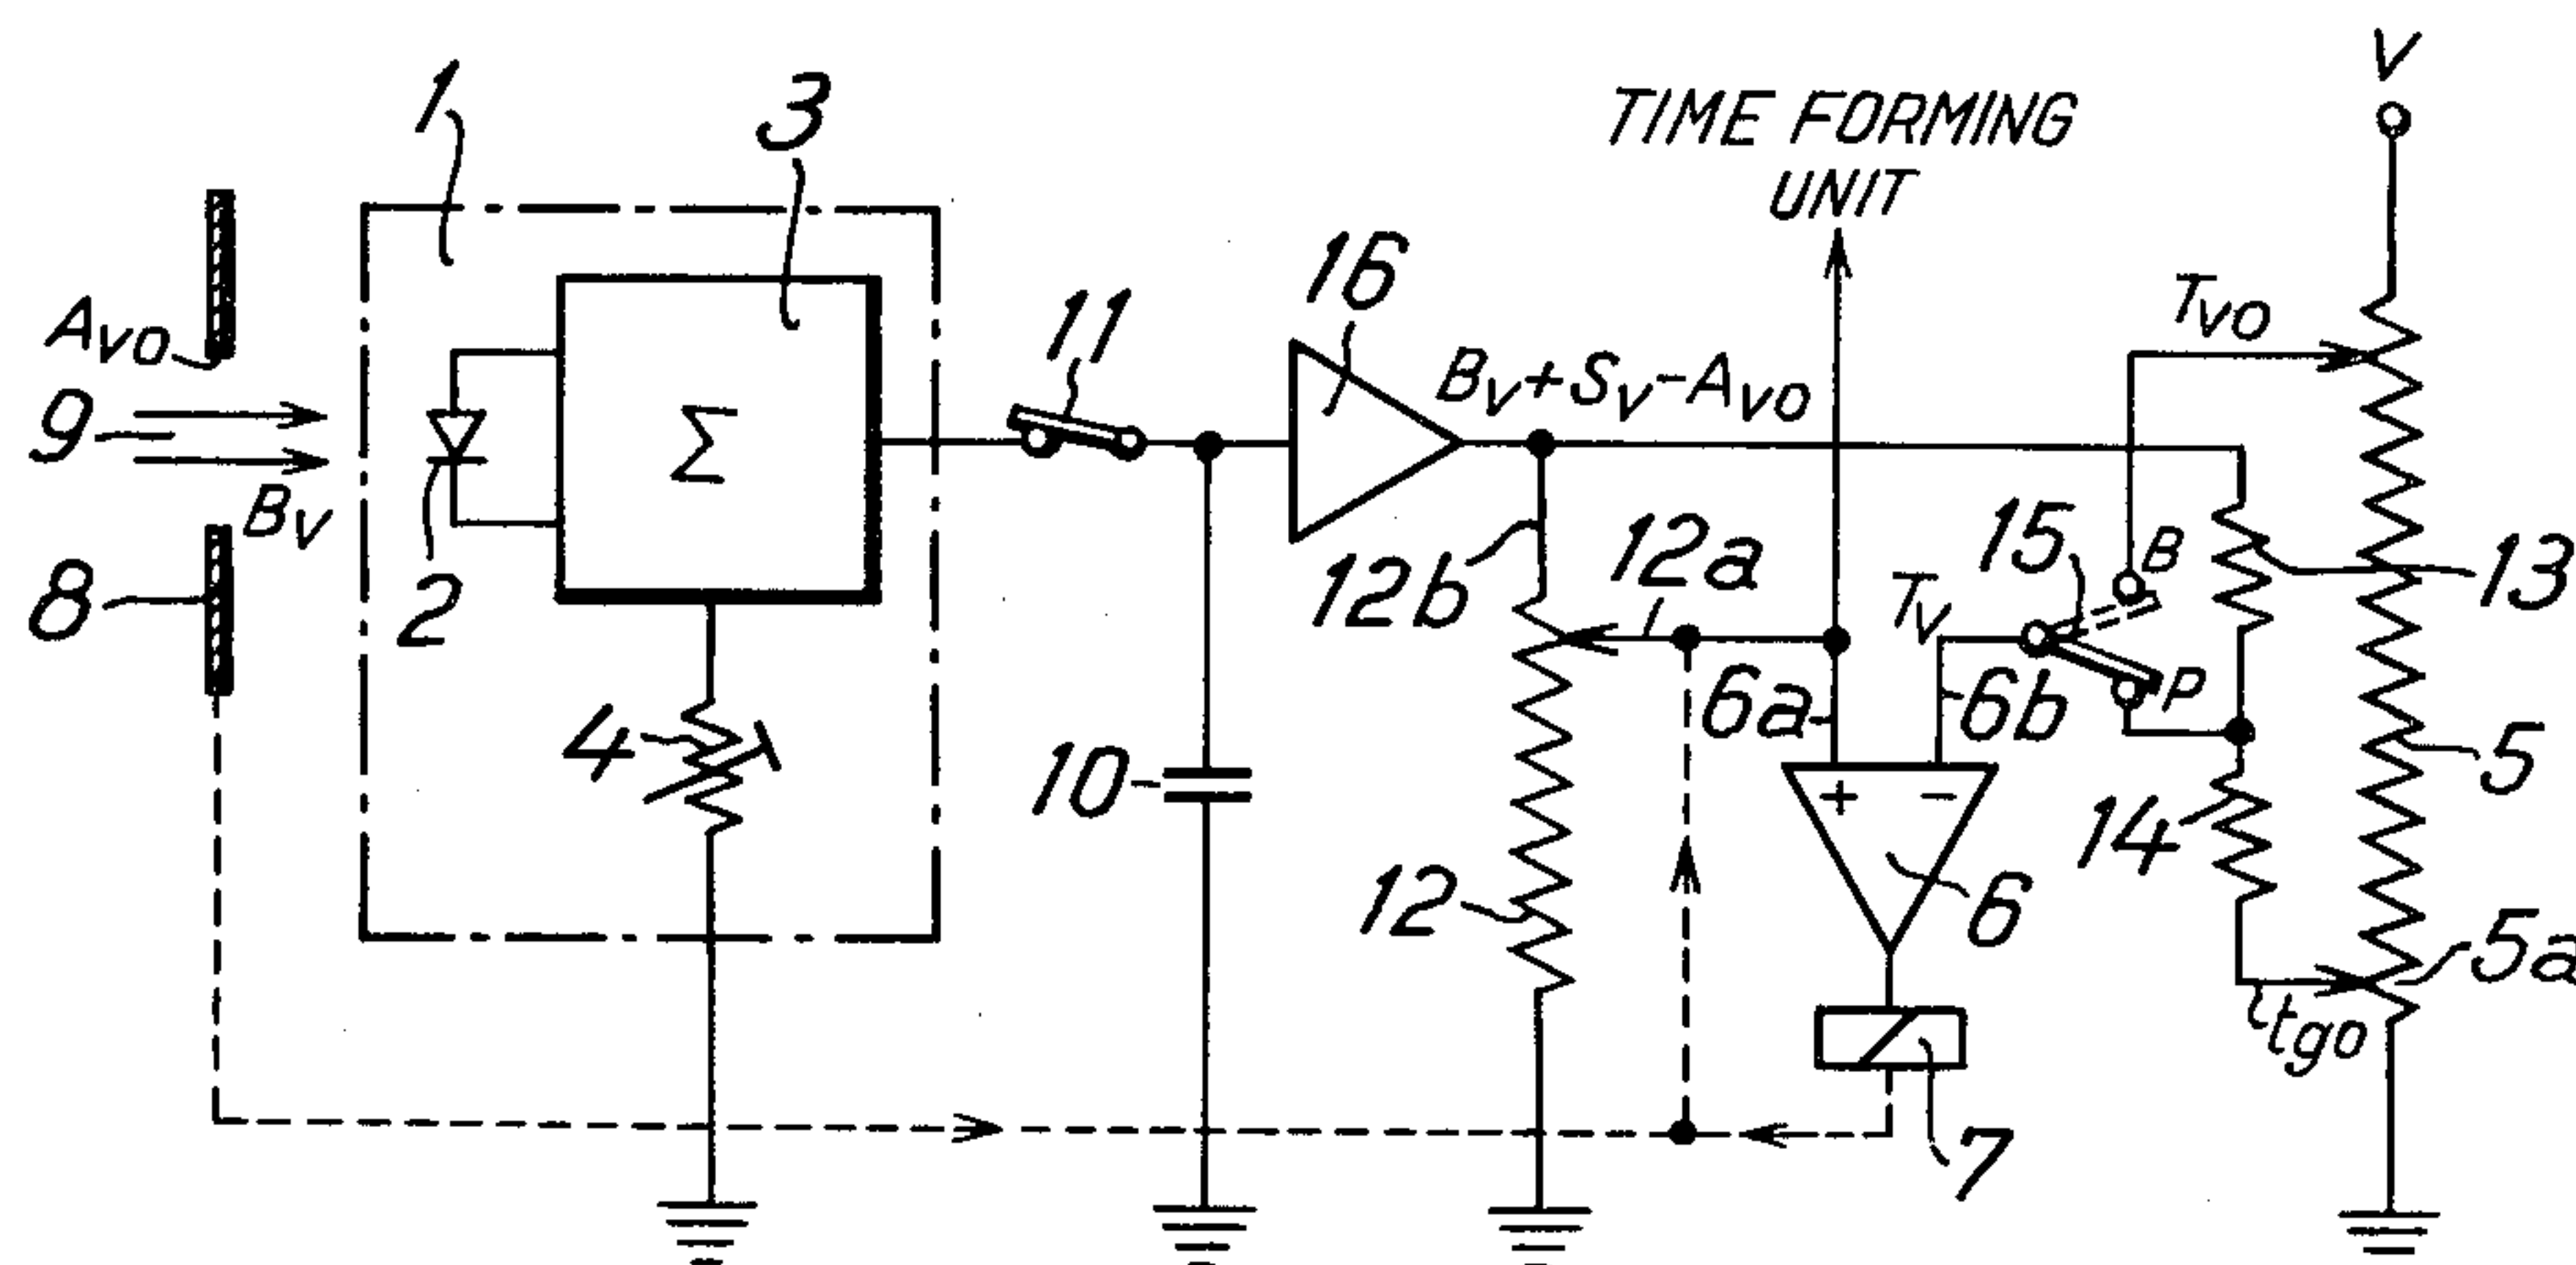 V
TIME FORMING
UNIT
1
3
16
11
Avo
Tvo
9
Bv+Sv-Avo
Bv
8
2
12b
12a
15
B
13
Tv
6a
6b
P
4
10
+
-
5
14
12
6
5a
tgo
7
Σ